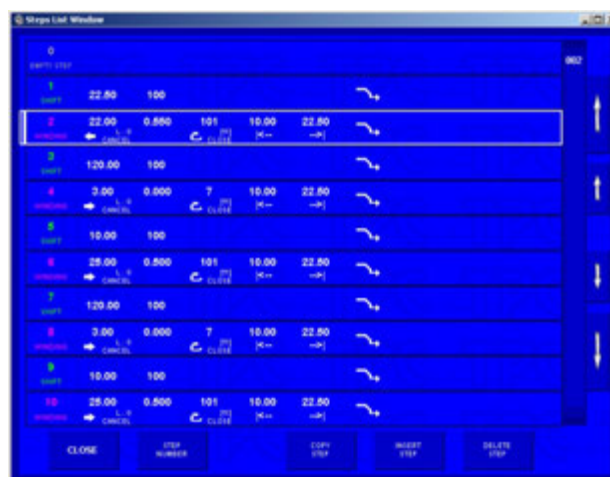 Steps List Window
0
002
EMPTY STEP
1 22.50 100
SHIFT
2 22.00 0.550 101 10.00 22.50
WINDING CANCEL CLOSE |<-- -->|
3 120.00 100
SHIFT
4 3.00 0.000 7 10.00 22.50
WINDING CANCEL CLOSE |<-- -->|
5 10.00 100
SHIFT
6 25.00 0.500 101 10.00 22.50
WINDING CANCEL CLOSE |<-- -->|
7 120.00 100
SHIFT
8 3.00 0.000 7 10.00 22.50
WINDING CANCEL CLOSE |<-- -->|
9 10.00 100
SHIFT
10 25.00 0.500 101 10.00 22.50
WINDING CANCEL CLOSE |<-- -->|
CLOSE
STEP
NUMBER
COPY
STEP
INSERT
STEP
DELETE
STEP